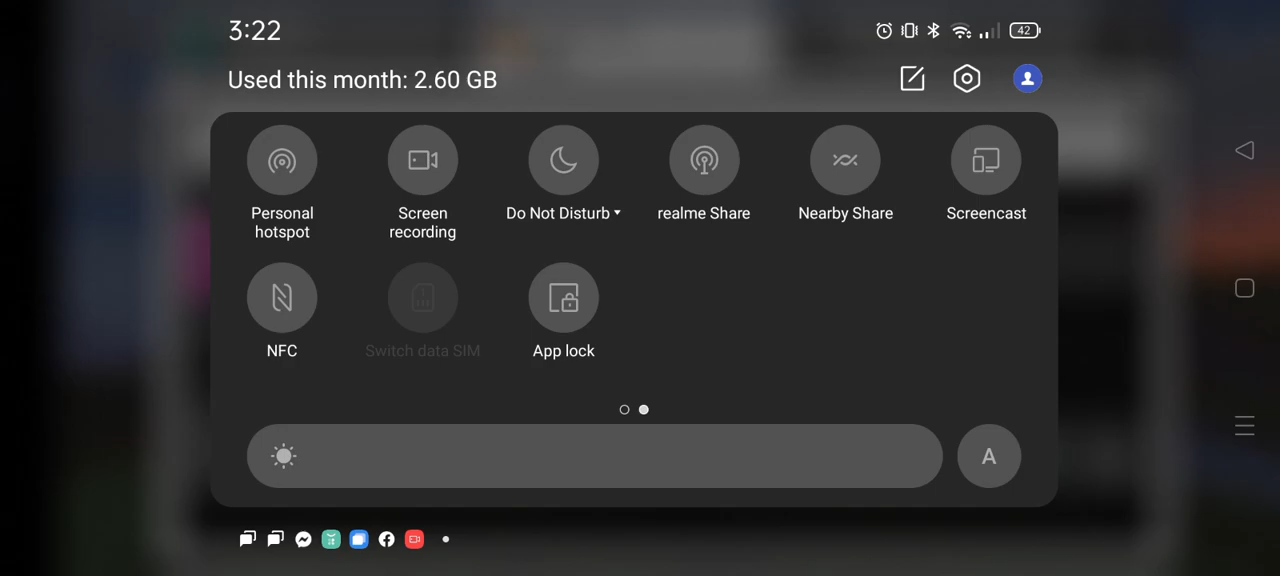 3:22
42
Used this month: 2.60 GB
Personal
hotspot
Screen
recording
Do Not Disturb
realme Share
Nearby Share
Screencast
NFC
Switch data SIM
App lock
A